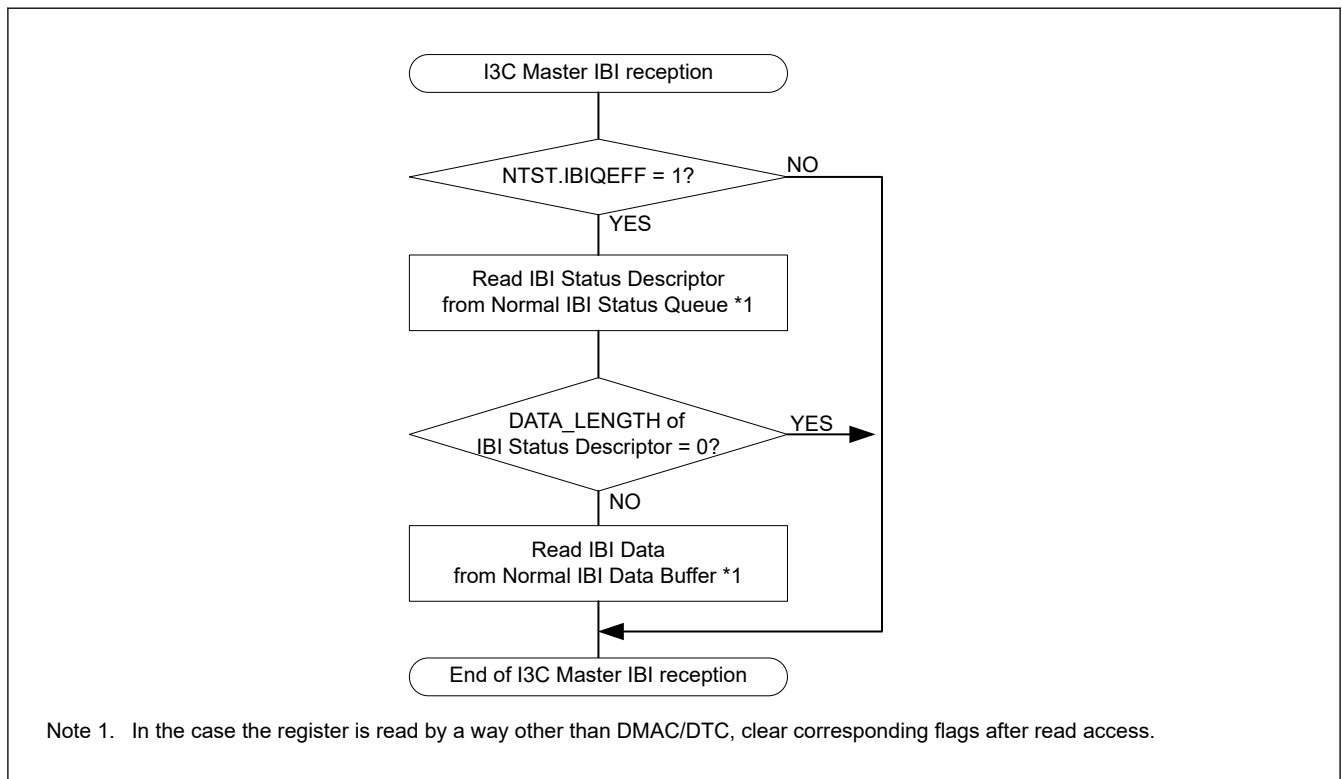 I3C Master IBI reception
NTST.IBIQEFF = 1?
NO
YES
Read IBI Status Descriptor
from Normal IBI Status Queue *1
DATA_LENGTH of
IBI Status Descriptor = 0?
YES
NO
Read IBI Data
from Normal IBI Data Buffer *1
End of I3C Master IBI reception
Note 1. In the case the register is read by a way other than DMAC/DTC, clear corresponding flags after read access.